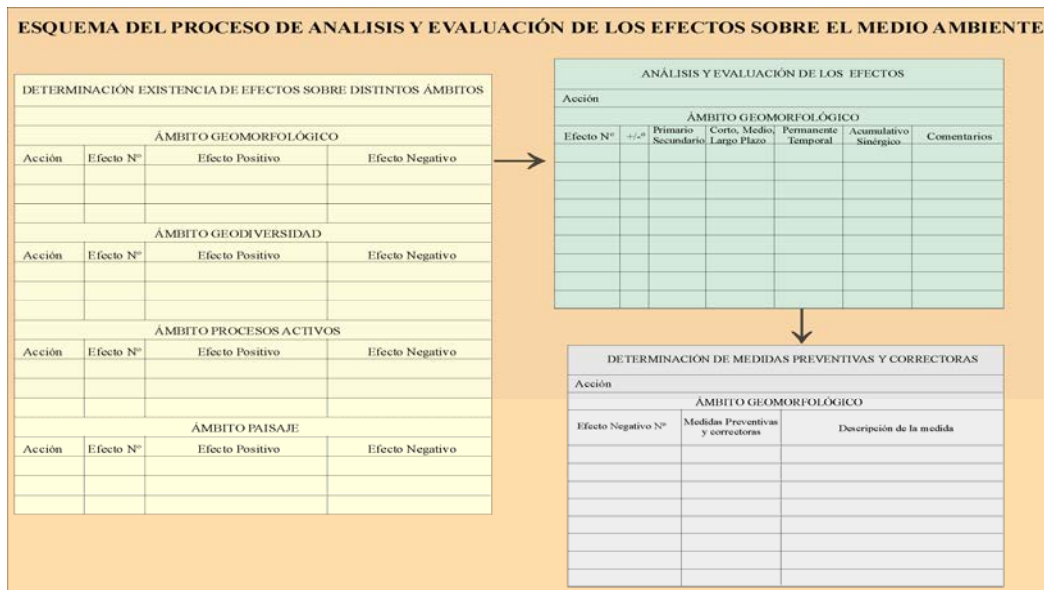 ESQUEMA DEL PROCESO DE ANALISIS Y EVALUACIÓN DE LOS EFECTOS SOBRE EL MEDIO AMBIENTE
DETERMINACIÓN EXISTENCIA DE EFECTOS SOBRE DISTINTOS ÁMBITOS
ÁMBITO GEOMORFOLÓGICO
Acción Efecto Nº Efecto Positivo Efecto Negativo
ÁMBITO GEODIVERSIDAD
Acción Efecto Nº Efecto Positivo Efecto Negativo
ÁMBITO PROCESOS ACTIVOS
Acción Efecto Nº Efecto Positivo Efecto Negativo
ÁMBITO PAISAJE
Acción Efecto Nº Efecto Positivo Efecto Negativo
ANÁLISIS Y EVALUACIÓN DE LOS EFECTOS
Acción
ÁMBITO GEOMORFOLÓGICO
Efecto Nº +/-º Primario Corto, Medio, Permanente Acumulativo Comentarios
Secundario Largo Plazo Temporal Sinérgico
DETERMINACIÓN DE MEDIDAS PREVENTIVAS Y CORRECTORAS
Acción
ÁMBITO GEOMORFOLÓGICO
Efecto Negativo Nº Medidas Preventivas Descripción de la medida
y correctoras